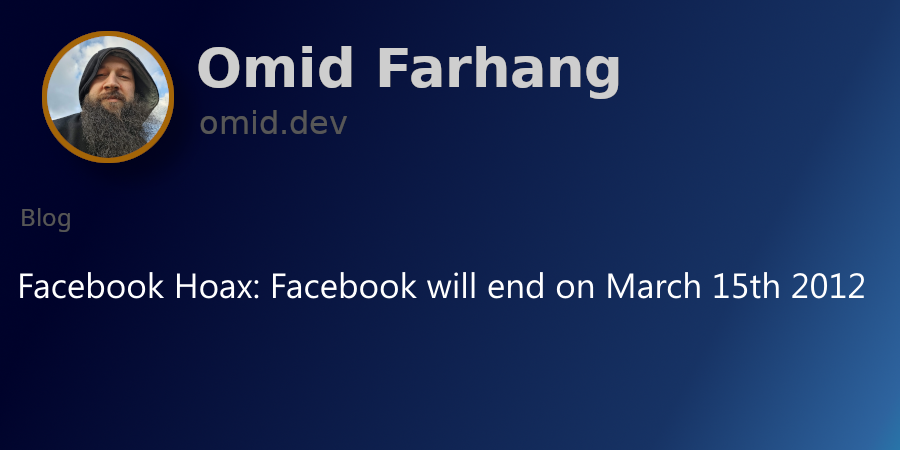 Omid Farhang
omid.dev
Blog
Facebook Hoax: Facebook will end on March 15th 2012